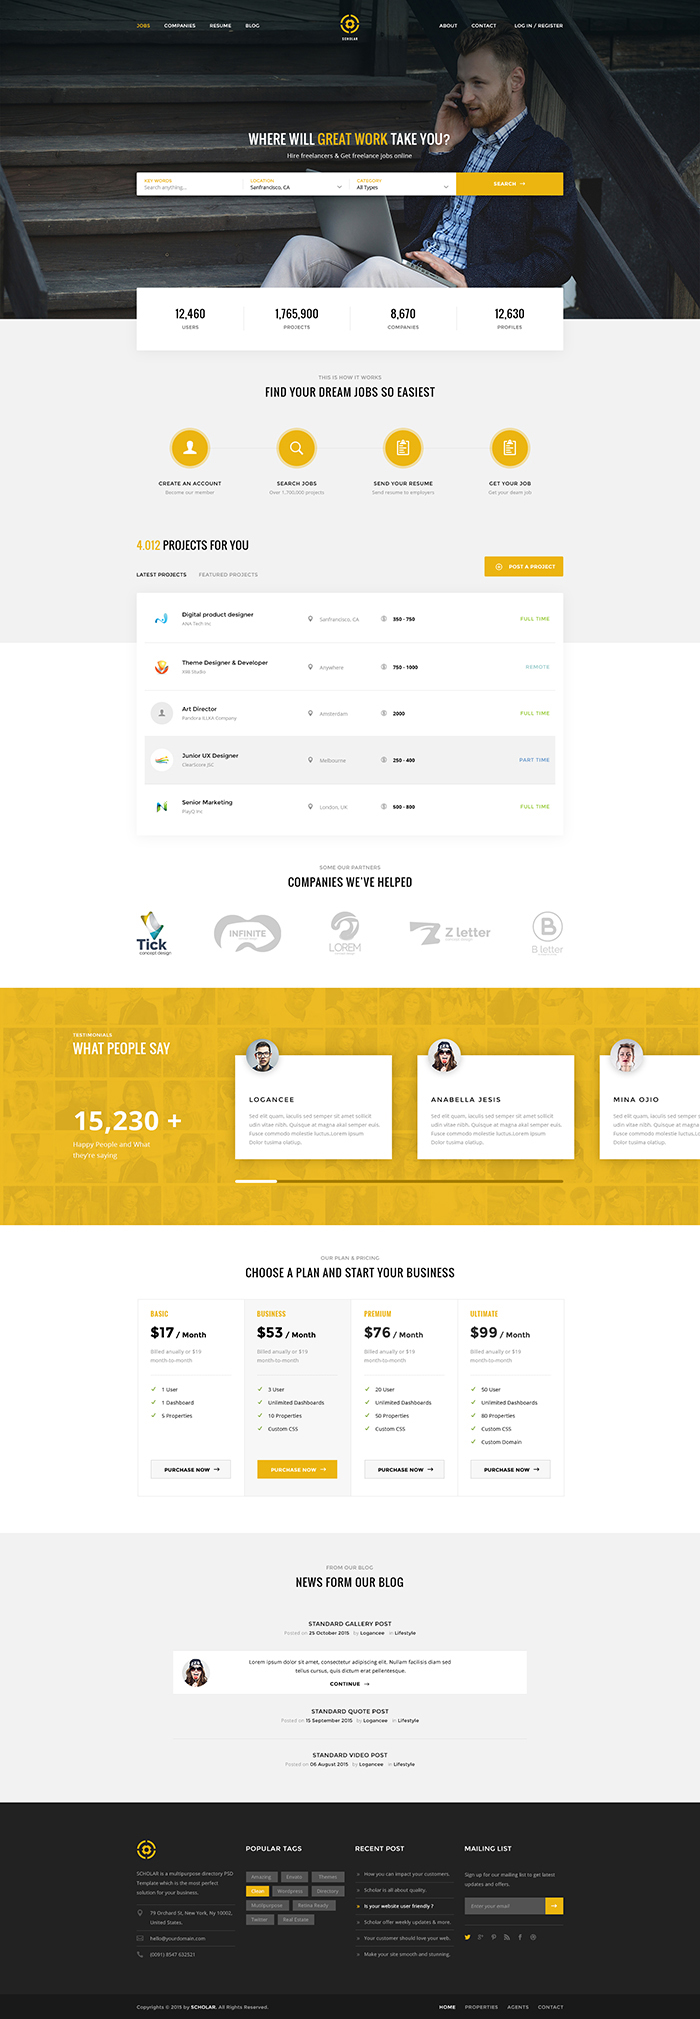 JOBS COMPANIES RESUME BLOG
SCHOLAR
ABOUT CONTACT LOG IN / REGISTER
WHERE WILL GREAT WORK TAKE YOU?
Hire freelancers & Get freelance jobs online
KEY WORDS LOCATION CATEGORY
Search anything... Sanfrancisco, CA All Types
SEARCH
12,460 1,765,900 8,670 12,630
USERS PROJECTS COMPANIES PROFILES
THIS IS HOW IT WORKS
FIND YOUR DREAM JOBS SO EASIEST
CREATE AN ACCOUNT SEARCH JOBS SEND YOUR RESUME GET YOUR JOB
Become our member Over 1,700,000 projects Send resume to employers Get your deam job
4.012 PROJECTS FOR YOU
LATEST PROJECTS FEATURED PROJECTS
POST A PROJECT
Digital product designer
ANA Tech Inc
Sanfrancisco, CA 350 - 750 FULL TIME
Theme Designer & Developer
Anywhere 750 - 1000 REMOTE
Art Director
Pandora ILLKA Company
Amsterdam 2000 FULL TIME
Junior UX Designer
ClearScore JSC
Melbourne 250 - 400 PART TIME
Senior Marketing
PlayQ Inc
London, UK 500 - 800 FULL TIME
SOME OUR PARTNERS
COMPANIES WE'VE HELPED
Tick
concept design
INFINITE
LOREM
Z letter
B
B letter
TESTIMONIALS
WHAT PEOPLE SAY
15,230 +
Happy People and What
they're saying
LOGANCEE
Sed elit quam, iaculis sed semper sit amet sollicit
udin vitae nibh. Quisque at magna akal semper euis.
Fusce commodo molestie luctus.Lorem ipsum
Dolor tusima olatiup.
ANABELLA JESIS
Sed elit quam, iaculis sed semper sit amet sollicit
udin vitae nibh. Quisque at magna akal semper euis.
Fusce commodo molestie luctus.Lorem ipsum
Dolor tusima olatiup.
MINA OJIO
Sed elit quam, iaculis sed semper
udin vitae nibh. Quisque at magna
Fusce commodo molestie luctus.
Dolor tusima olatiup.
OUR PLAN & PRICING
CHOOSE A PLAN AND START YOUR BUSINESS
BASIC
$17 / Month
Billed anually or $19
month-to-month
1 User
1 Dashboard
5 Properties
PURCHASE NOW
BUSINESS
$53 / Month
Billed anually or $19
month-to-month
3 User
Unlimited Dashboards
10 Properties
Custom CSS
PURCHASE NOW
PREMIUM
$76 / Month
Billed anually or $19
month-to-month
20 User
Unlimited Dashboards
50 Properties
Custom CSS
PURCHASE NOW
ULTIMATE
$99 / Month
Billed anually or $19
month-to-month
50 User
Unlimited Dashboards
80 Properties
Custom CSS
Custom Domain
PURCHASE NOW
FROM OUR BLOG
NEWS FORM OUR BLOG
STANDARD GALLERY POST
Posted on 25 October 2015 by Logancee in Lifestyle
Lorem ipsum dolor sit amet, consectetur adipiscing elit. Nullam facilisis diam sed
tellus cursus, quis dictum erat pellentesque.
CONTINUE
STANDARD QUOTE POST
Posted on 15 September 2015 by Logancee in Lifestyle
STANDARD VIDEO POST
Posted on 06 August 2015 by Logancee in Lifestyle
SCHOLAR is a multipurpose directory PSD
Template which is the most perfect
solution for your business,
79 Orchard St, New York, Ny 10002,
United States.
hello@yourdomain.com
(0091) 8547 632521
POPULAR TAGS
Amazing Envato Themes
Clean Wordpress Directory
Multipurpose Retina Ready
Twitter Real Estate
RECENT POST
How you can impact your customers.
Scholar is all about quality.
Is your website user friendly ?
Scholar offer weekly updates & more.
Your customer should love your web.
Make your site smooth and stunning.
MAILING LIST
Sign up for our mailing list to get latest
updates and offers.
Enter your email
Copyrights © 2015 by SCHOLAR. All Rights Reserved.
HOME PROPERTIES AGENTS CONTACT